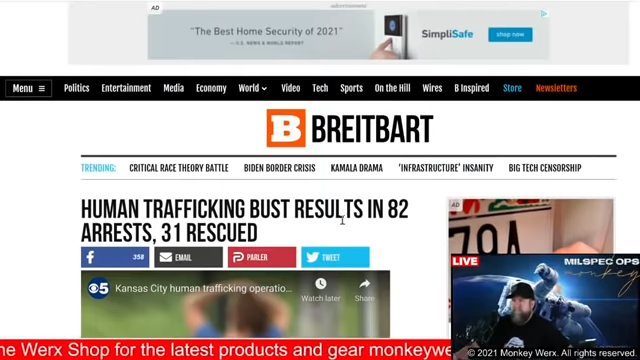 advertisement
AD
"The Best Home Security of 2021"
— U.S. NEWS & WORLD REPORT
SimpliSafe
shop now
Menu ≡ Politics Entertainment Media Economy World Video Tech Sports On the Hill Wires B Inspired Store Newsletters
B BREITBART
TRENDING: CRITICAL RACE THEORY BATTLE BIDEN BORDER CRISIS KAMALA DRAMA 'INFRASTRUCTURE' INSANITY BIG TECH CENSORSHIP
HUMAN TRAFFICKING BUST RESULTS IN 82
ARRESTS, 31 RESCUED
f 358 EMAIL PARLER TWEET
5 Kansas City human trafficking operatio...
Watch later Share
AD
79A
LIVE
MILSPEC OPS
monkey
he Werx Shop for the latest products and gear monkeywe
© 2021 Monkey Werx. All rights reserved.